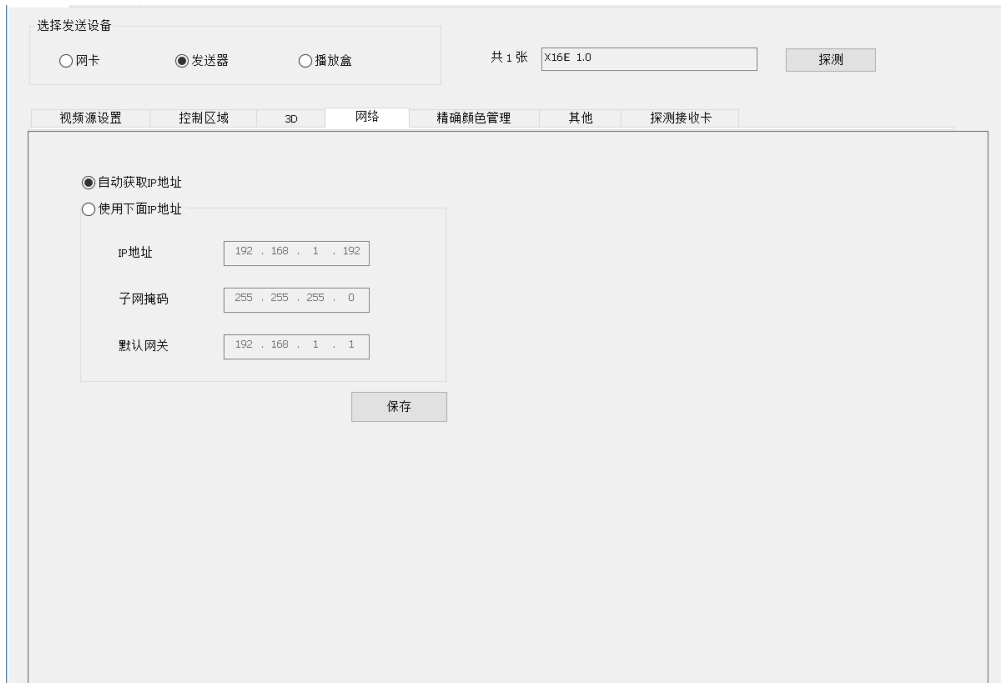 选择发送设备
网卡 发送器 播放盒 共 1 张 X16E 1.0 探测
视频源设置 控制区域 3D 网络 精确颜色管理 其他 探测接收卡
自动获取IP地址
使用下面IP地址
IP地址 192 . 168 . 1 . 192
子网掩码 255 . 255 . 255 . 0
默认网关 192 . 168 . 1 . 1
保存